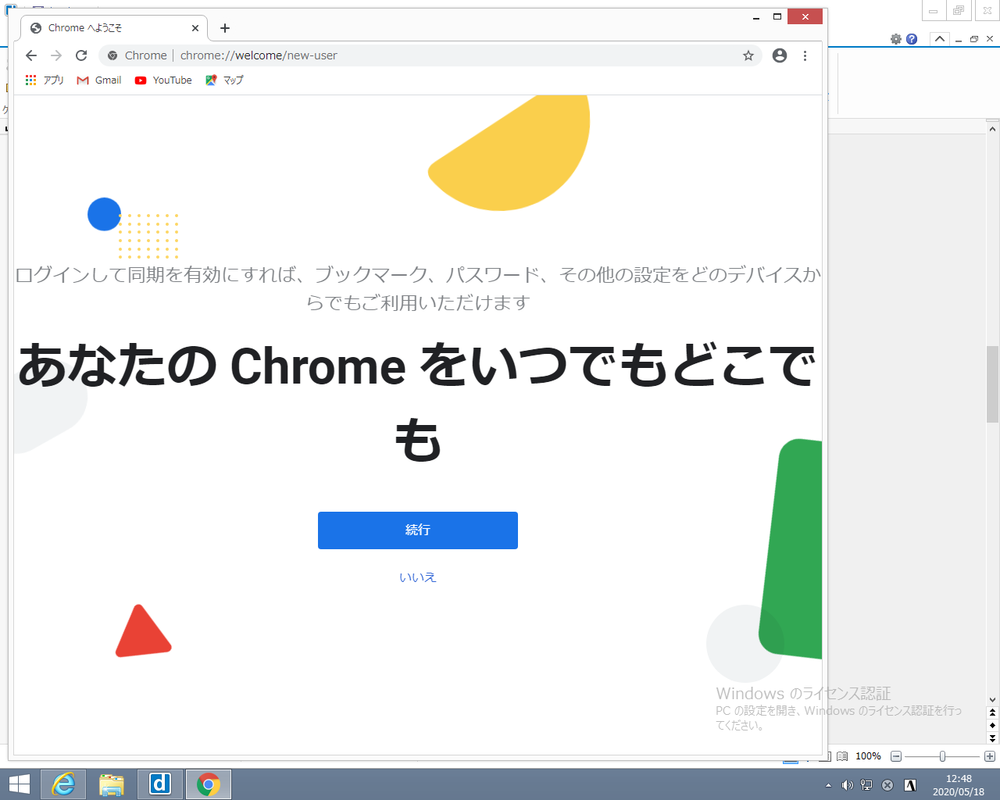 Chrome へようこそ
Chrome
chrome://welcome/new-user
アプリ
Gmail
YouTube
マップ
ログインして同期を有効にすれば、ブックマーク、パスワード、その他の設定をどのデバイスか
らでもご利用いただけます
あなたの Chrome をいつでもどこで
も
続行
いいえ
Windows のライセンス認証
PC の設定を開き、Windows のライセンス認証を行っ
てください。
100%
12:48
2020/05/18